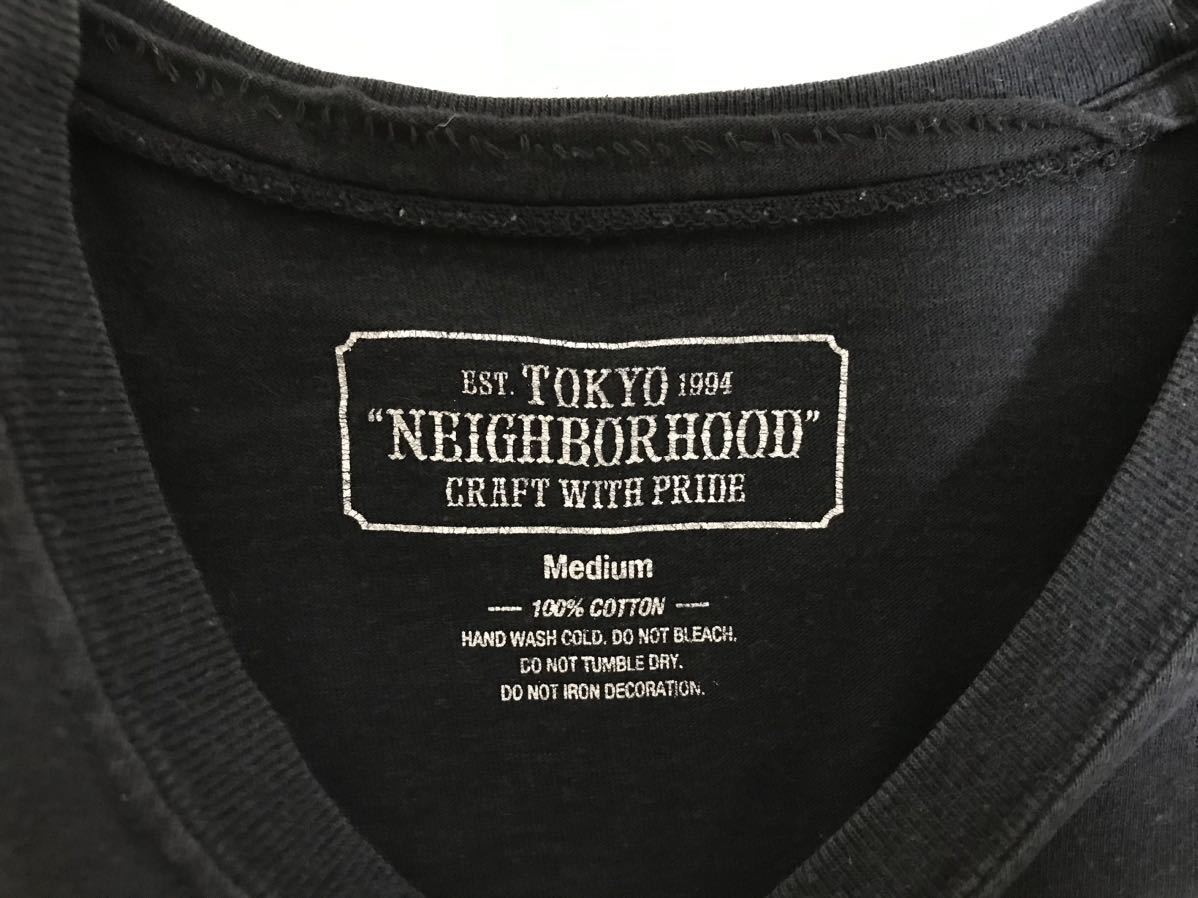 EST. TOKYO 1994
“NEIGHBORHOOD”
CRAFT WITH PRIDE
Medium
— 100% COTTON —
HAND WASH COLD. DO NOT BLEACH.
DO NOT TUMBLE DRY.
DO NOT IRON DECORATION.